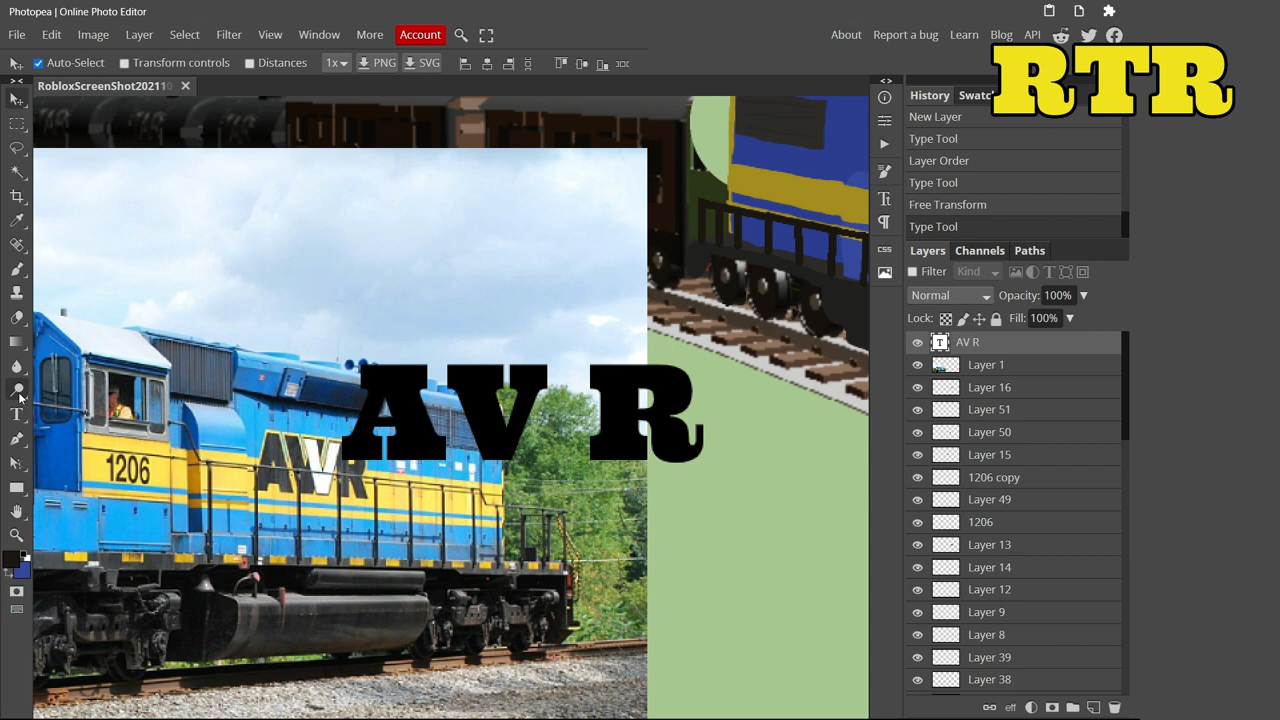 Photopea | Online Photo Editor
File Edit Image Layer Select Filter View Window More Account
About Report a bug Learn Blog API
RTR
Auto-Select Transform controls Distances 1x PNG SVG
RobloxScreenShot202110
History Swatc
New Layer
Type Tool
Layer Order
Type Tool
Free Transform
Type Tool
Layers Channels Paths
Filter Kind
Normal Opacity: 100%
Lock: Fill: 100%
AV R
Layer 1
Layer 16
Layer 51
Layer 50
Layer 15
1206 copy
Layer 49
1206
Layer 13
Layer 14
Layer 12
Layer 9
Layer 8
Layer 39
Layer 38
CSS
eff
AV R
1206
AVR